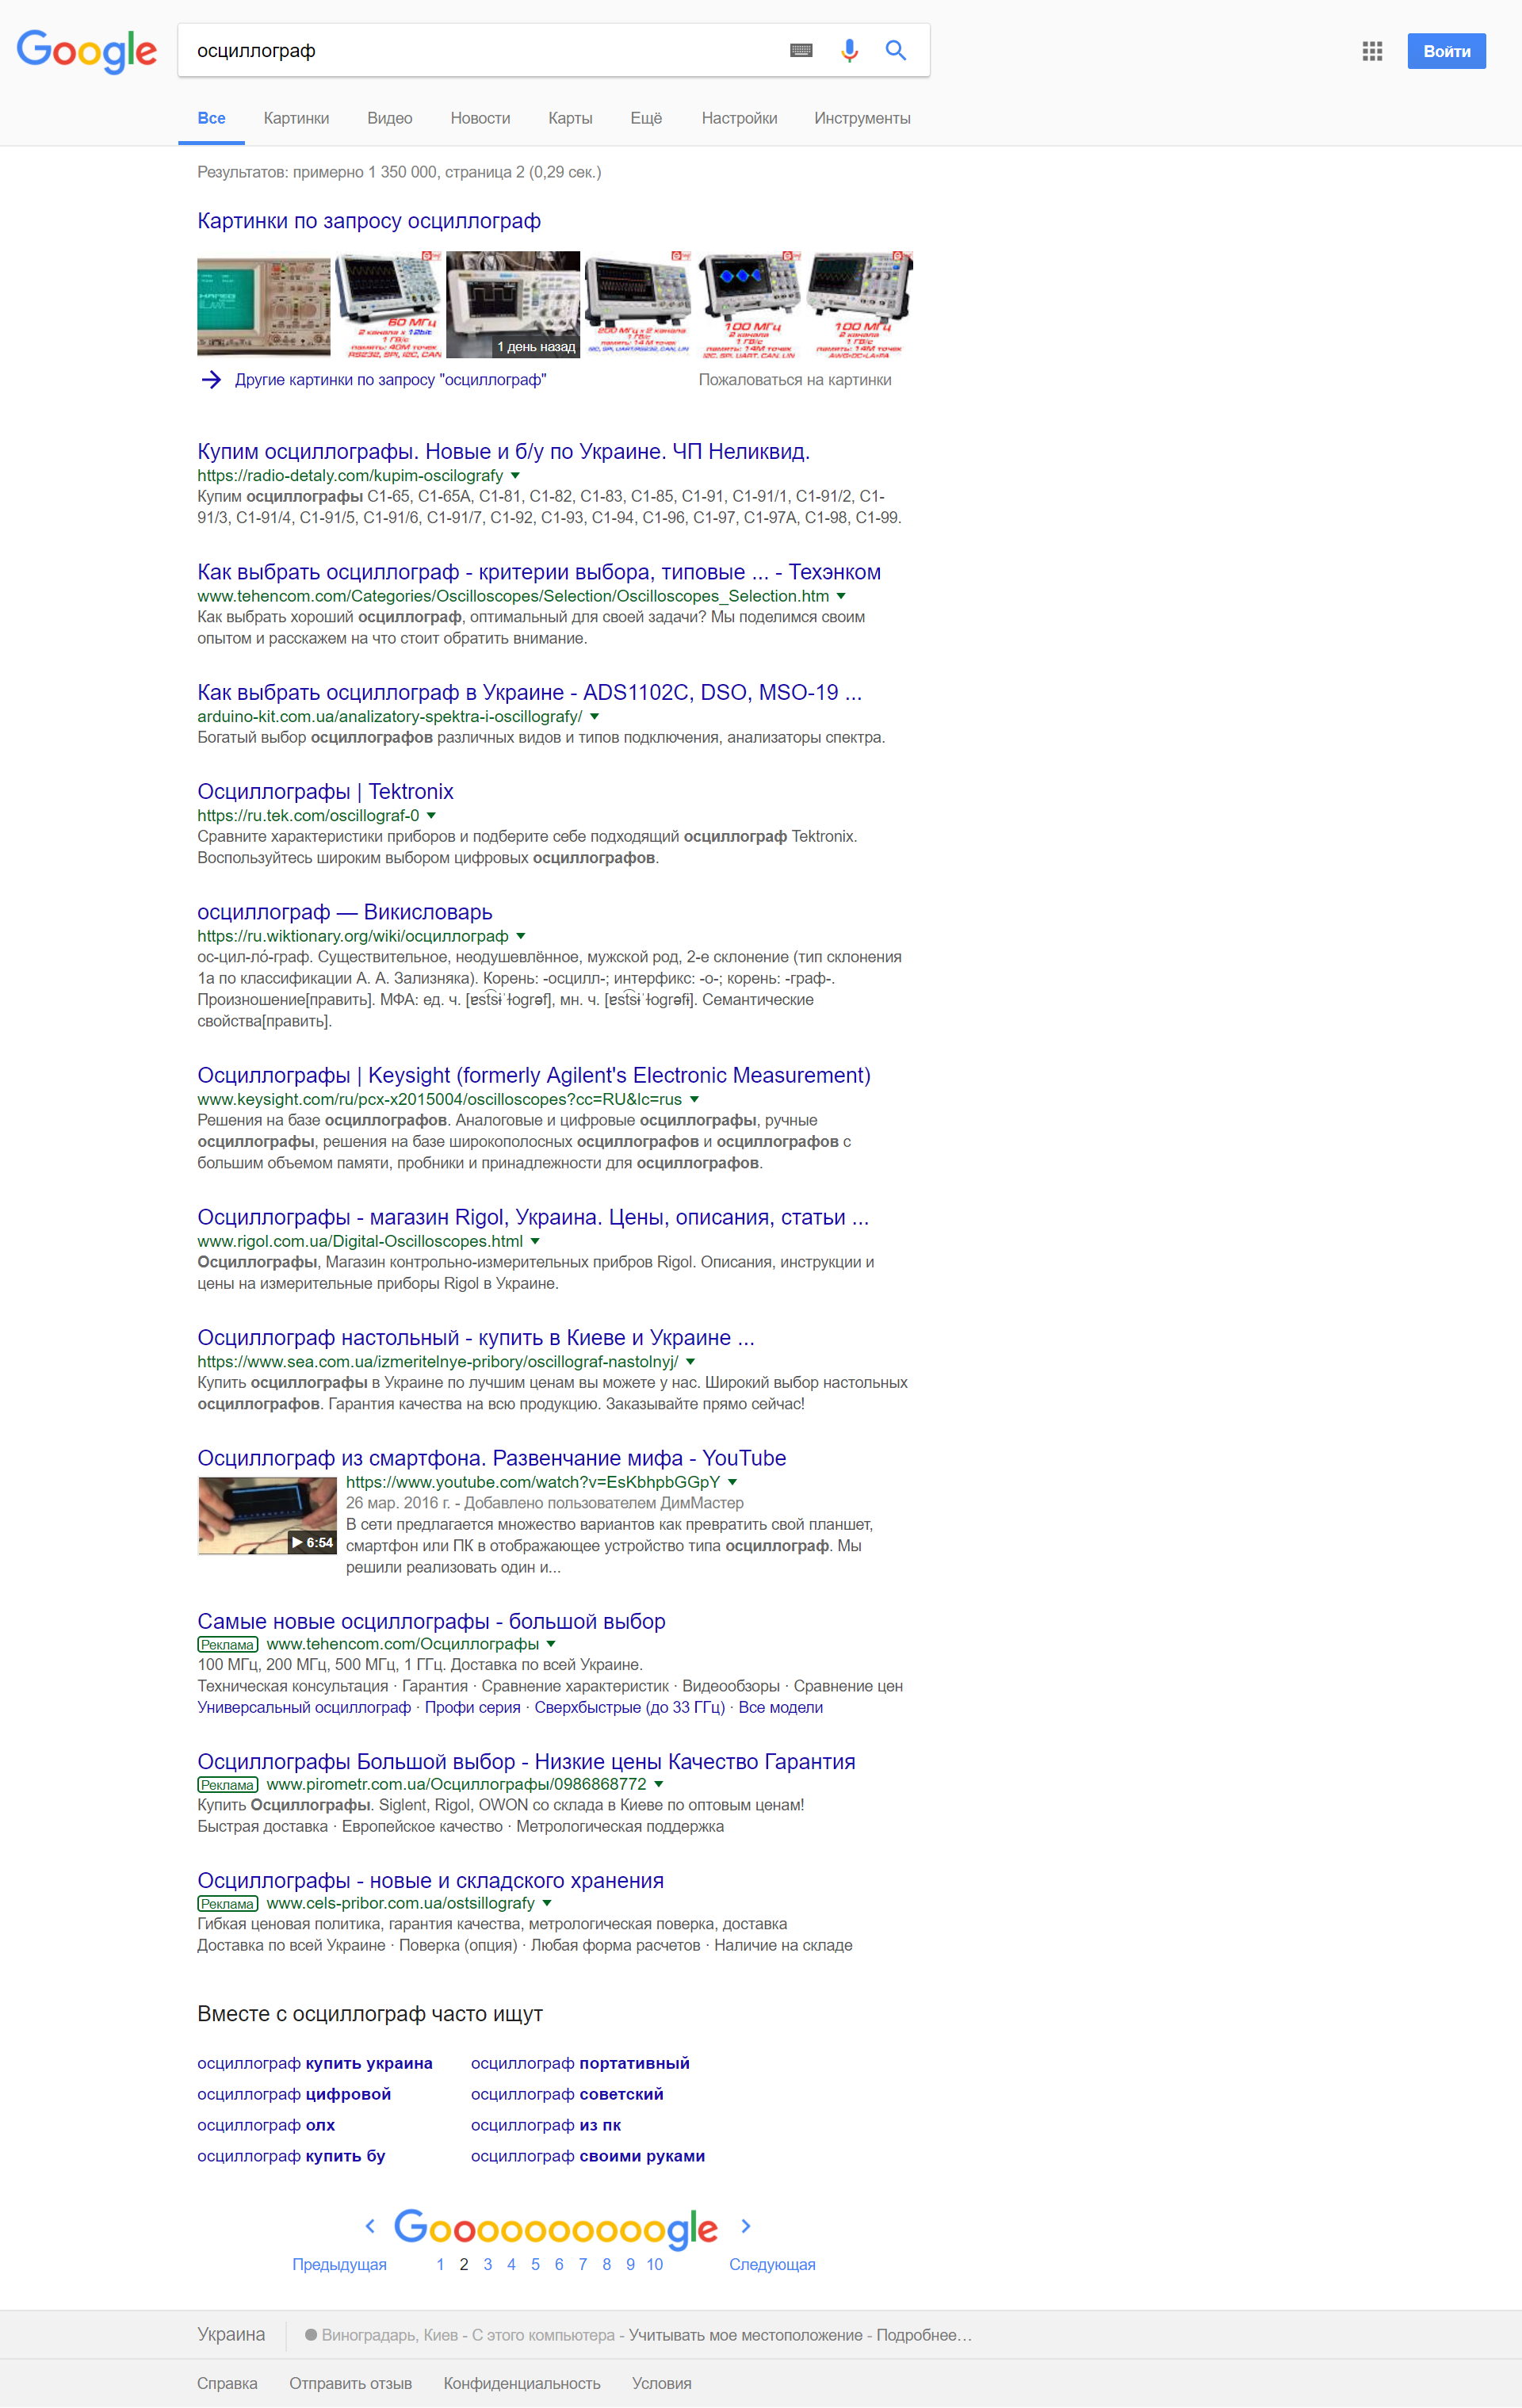 Google
осциллограф
Войти
Все Картинки Видео Новости Карты Ещё Настройки Инструменты
Результатов: примерно 1 350 000, страница 2 (0,29 сек.)
Картинки по запросу осциллограф
60 МГц
2 канала x 12bit
1 ГВ/с
память: 40М точек
RS232, SPI, I2C, CAN
1 день назад
200 МГц x 2 канала
1 ГВ/с
память: 14 М точек
I2C, SPI, UART/RS232, CAN, LIN
100 МГц
2 канала
1 ГВ/с
память: 14М точек
I2C, SPI, UART, CAN, LIN
100 МГц
2 канала
1 ГВ/с
память: 14М точек
AWG+DC+LA+PA
Другие картинки по запросу "осциллограф" Пожаловаться на картинки
Купим осциллографы. Новые и б/у по Украине. ЧП Неликвид.
https://radio-detaly.com/kupim-oscilografy
Купим осциллографы С1-65, С1-65А, С1-81, С1-82, С1-83, С1-85, С1-91, С1-91/1, С1-91/2, С1-
91/3, С1-91/4, С1-91/5, С1-91/6, С1-91/7, С1-92, С1-93, С1-94, С1-96, С1-97, С1-97А, С1-98, С1-99.
Как выбрать осциллограф - критерии выбора, типовые ... - Техэнком
www.tehencom.com/Categories/Oscilloscopes/Selection/Oscilloscopes_Selection.htm
Как выбрать хороший осциллограф, оптимальный для своей задачи? Мы поделимся своим
опытом и расскажем на что стоит обратить внимание.
Как выбрать осциллограф в Украине - ADS1102C, DSO, MSO-19 ...
arduino-kit.com.ua/analizatory-spektra-i-oscillografy/
Богатый выбор осциллографов различных видов и типов подключения, анализаторы спектра.
Осциллографы | Tektronix
https://ru.tek.com/oscillograf-0
Сравните характеристики приборов и подберите себе подходящий осциллограф Tektronix.
Воспользуйтесь широким выбором цифровых осциллографов.
осциллограф — Викисловарь
https://ru.wiktionary.org/wiki/осциллограф
ос-цил-ло́-граф. Существительное, неодушевлённое, мужской род, 2-е склонение (тип склонения
1a по классификации А. А. Зализняка). Корень: -осцилл-; интерфикс: -о-; корень: -граф-.
Произношение[править]. МФА: ед. ч. [ɐst͡sɨˈɫogrəf], мн. ч. [ɐst͡sɨˈɫogrəfɨ]. Семантические
свойства[править].
Осциллографы | Keysight (formerly Agilent's Electronic Measurement)
www.keysight.com/ru/pcx-x2015004/oscilloscopes?cc=RU&lc=rus
Решения на базе осциллографов. Аналоговые и цифровые осциллографы, ручные
осциллографы, решения на базе широкополосных осциллографов и осциллографов с
большим объемом памяти, пробники и принадлежности для осциллографов.
Осциллографы - магазин Rigol, Украина. Цены, описания, статьи ...
www.rigol.com.ua/Digital-Oscilloscopes.html
Осциллографы, Магазин контрольно-измерительных прибров Rigol. Описания, инструкции и
цены на измерительные приборы Rigol в Украине.
Осциллограф настольный - купить в Киеве и Украине ...
https://www.sea.com.ua/izmeritelnye-pribory/oscillograf-nastolnyj/
Купить осциллографы в Украине по лучшим ценам вы можете у нас. Широкий выбор настольных
осциллографов. Гарантия качества на всю продукцию. Заказывайте прямо сейчас!
Осциллограф из смартфона. Развенчание мифа - YouTube
https://www.youtube.com/watch?v=EsKbhpbGGpY
26 мар. 2016 г. - Добавлено пользователем ДимМастер
В сети предлагается множество вариантов как превратить свой планшет,
6:54
смартфон или ПК в отображающее устройство типа осциллограф. Мы
решили реализовать один и...
Самые новые осциллографы - большой выбор
Реклама www.tehencom.com/Осциллографы
100 МГц, 200 МГц, 500 МГц, 1 ГГц. Доставка по всей Украине.
Техническая консультация · Гарантия · Сравнение характеристик · Видеообзоры · Сравнение цен
Универсальный осциллограф · Профи серия · Сверхбыстрые (до 33 ГГц) · Все модели
Осциллографы Большой выбор - Низкие цены Качество Гарантия
Реклама www.pirometr.com.ua/Осциллографы/0986868772
Купить Осциллографы. Siglent, Rigol, OWON со склада в Киеве по оптовым ценам!
Быстрая доставка · Европейское качество · Метрологическая поддержка
Осциллографы - новые и складского хранения
Реклама www.cels-pribor.com.ua/ostsillografy
Гибкая ценовая политика, гарантия качества, метрологическая поверка, доставка
Доставка по всей Украине · Поверка (опция) · Любая форма расчетов · Наличие на складе
Вместе с осциллограф часто ищут
осциллограф купить украина осциллограф портативный
осциллограф цифровой осциллограф советский
осциллограф олх осциллограф из пк
осциллограф купить бу осциллограф своими руками
Goooooooooogle
Предыдущая 1 2 3 4 5 6 7 8 9 10 Следующая
Украина Виноградарь, Киев - С этого компьютера - Учитывать мое местоположение - Подробнее…
Справка Отправить отзыв Конфиденциальность Условия